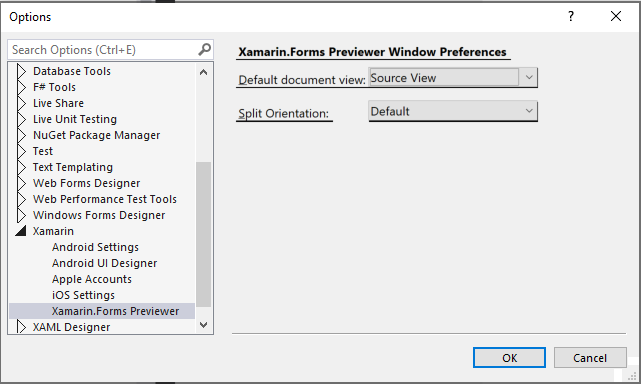 Options
?
Search Options (Ctrl+E)
Database Tools
F# Tools
Live Share
Live Unit Testing
NuGet Package Manager
Test
Text Templating
Web Forms Designer
Web Performance Test Tools
Windows Forms Designer
Xamarin
Android Settings
Android UI Designer
Apple Accounts
iOS Settings
Xamarin.Forms Previewer
XAML Designer
Xamarin.Forms Previewer Window Preferences
Default document view: Source View
Split Orientation: Default
OK Cancel